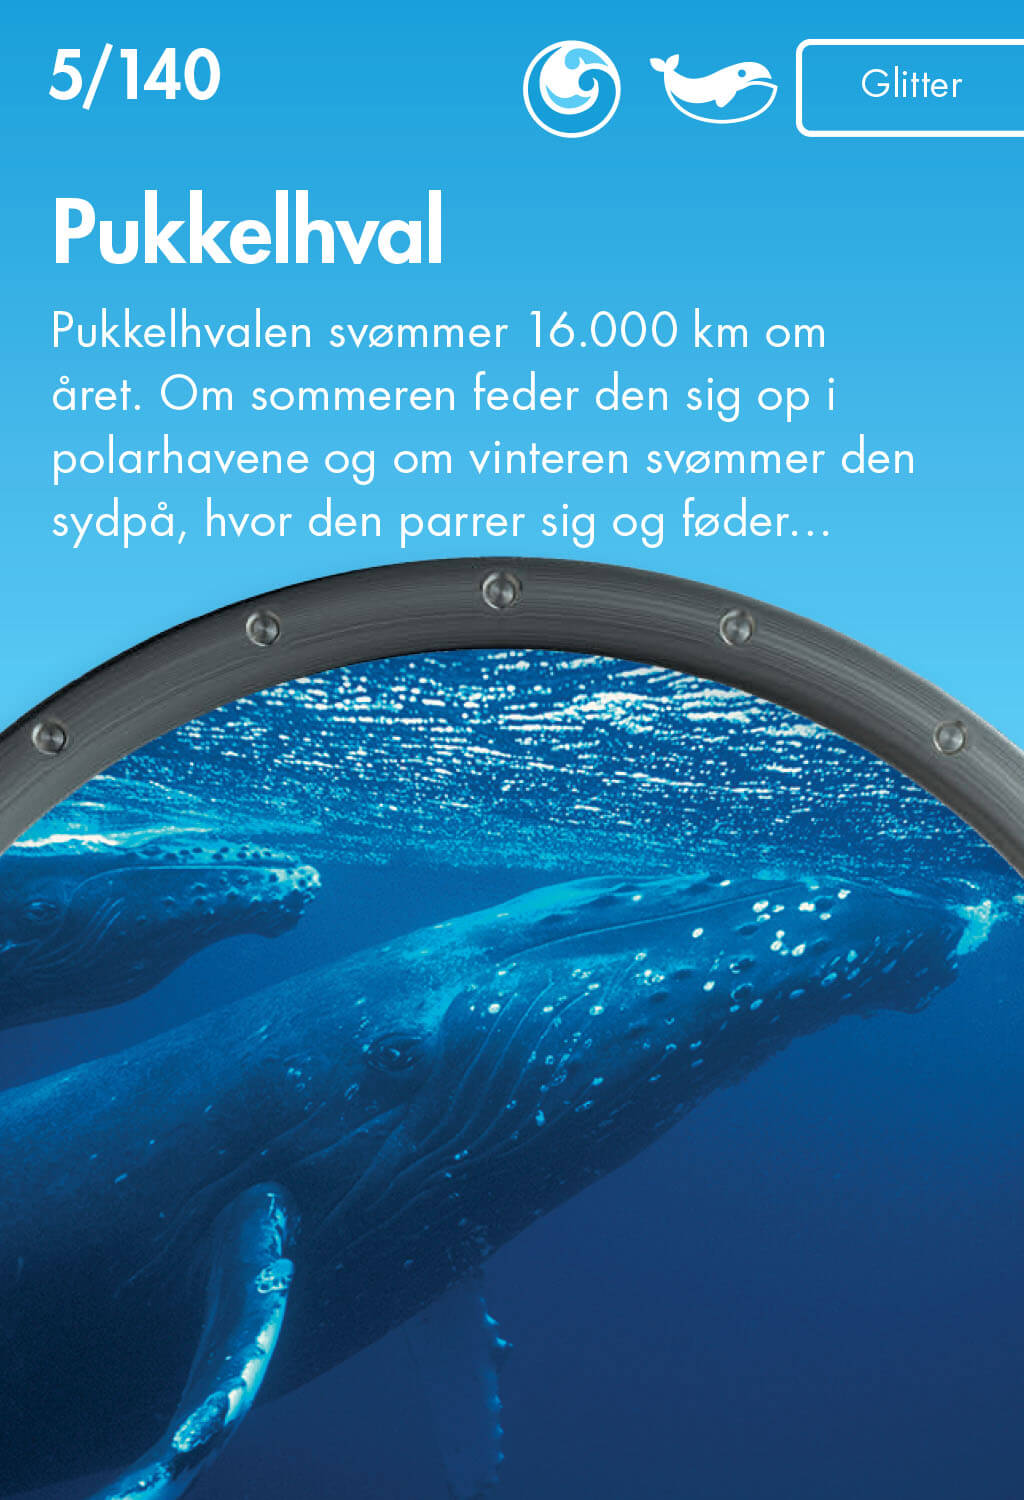 5/140
Glitter
Pukkelhval
Pukkelhvalen svømmer 16.000 km om
året. Om sommeren feder den sig op i
polarhavene og om vinteren svømmer den
sydpå, hvor den parrer sig og føder...